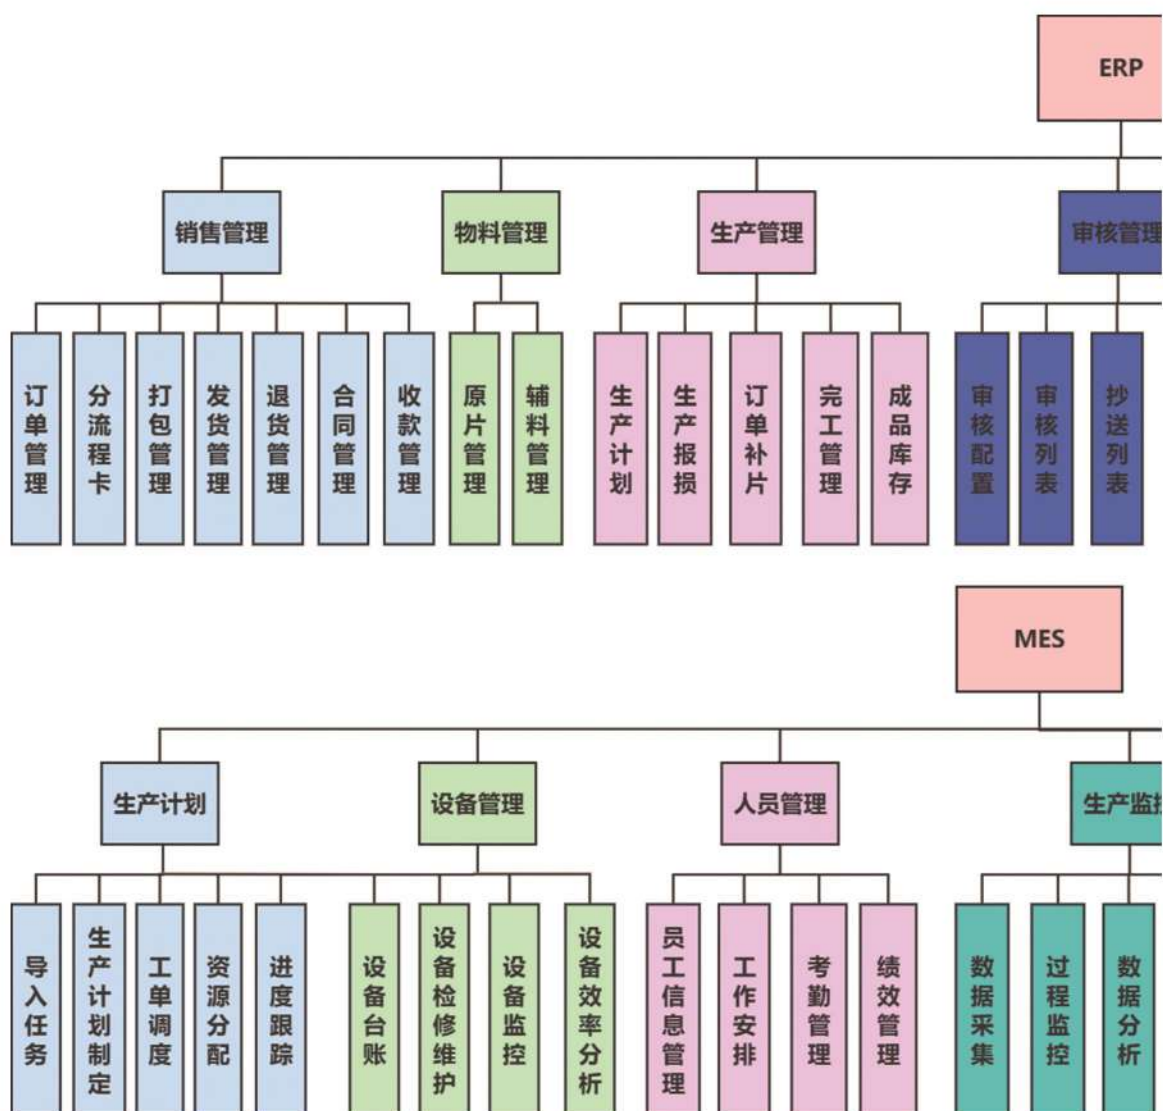 ERP
销售管理
物料管理
生产管理
审核管理
订单管理
分流程卡
打包管理
发货管理
退货管理
合同管理
收款管理
原片管理
辅料管理
生产计划
生产报损
订单补片
完工管理
成品库存
审核配置
审核列表
抄送列表
MES
生产计划
设备管理
人员管理
生产监控
导入任务
生产计划制定
工单调度
资源分配
进度跟踪
设备台账
设备检修维护
设备监控
设备效率分析
员工信息管理
工作安排
考勤管理
绩效管理
数据采集
过程监控
数据分析